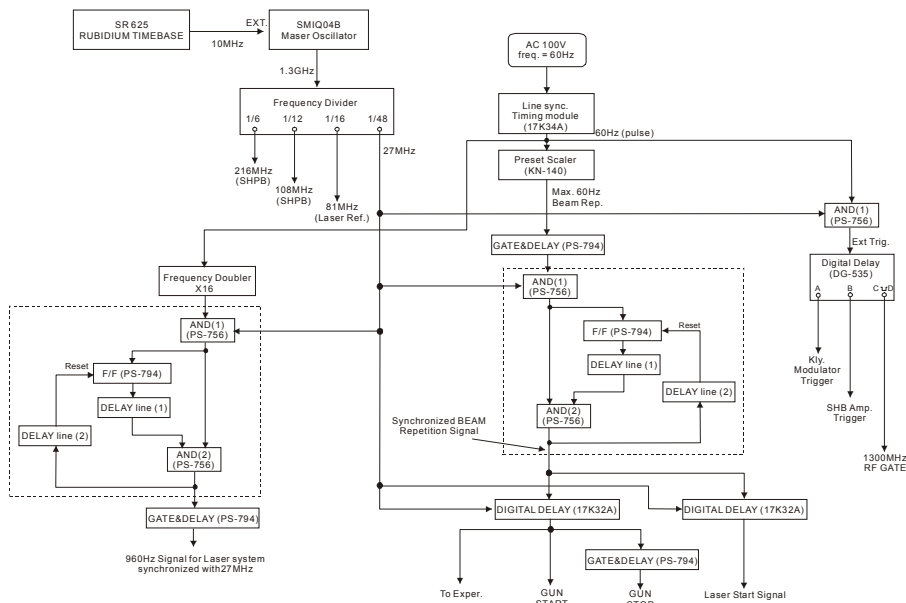 SR 625
RUBIDIUM TIMEBASE
EXT.
10MHz
SMIQ04B
Maser Oscillator
1.3GHz
Frequency Divider
1/6 1/12 1/16 1/48
216MHz
(SHPB)
108MHz
(SHPB)
81MHz
(Laser Ref.)
27MHz
AC 100V
freq. = 60Hz
Line sync.
Timing module
(17K34A)
60Hz (pulse)
Preset Scaler
(KN-140)
Max. 60Hz
Beam Rep.
GATE&DELAY (PS-794)
AND(1)
(PS-756)
Ext Trig.
Digital Delay
(DG-535)
A B C D
Kly.
Modulator
Trigger
SHB Amp.
Trigger
1300MHz
RF GATE
Frequency Doubler
X16
AND(1)
(PS-756)
Reset
F/F (PS-794)
DELAY line (1)
DELAY line (2)
AND(2)
(PS-756)
GATE&DELAY (PS-794)
960Hz Signal for Laser system
synchronized with27MHz
AND(1)
(PS-756)
F/F (PS-794)
Reset
DELAY line (1)
DELAY line (2)
AND(2)
(PS-756)
Synchronized BEAM
Repetition Signal
DIGITAL DELAY (17K32A)
DIGITAL DELAY (17K32A)
GATE&DELAY (PS-794)
To Exper.
GUN
START
GUN
STOP
Laser Start Signal